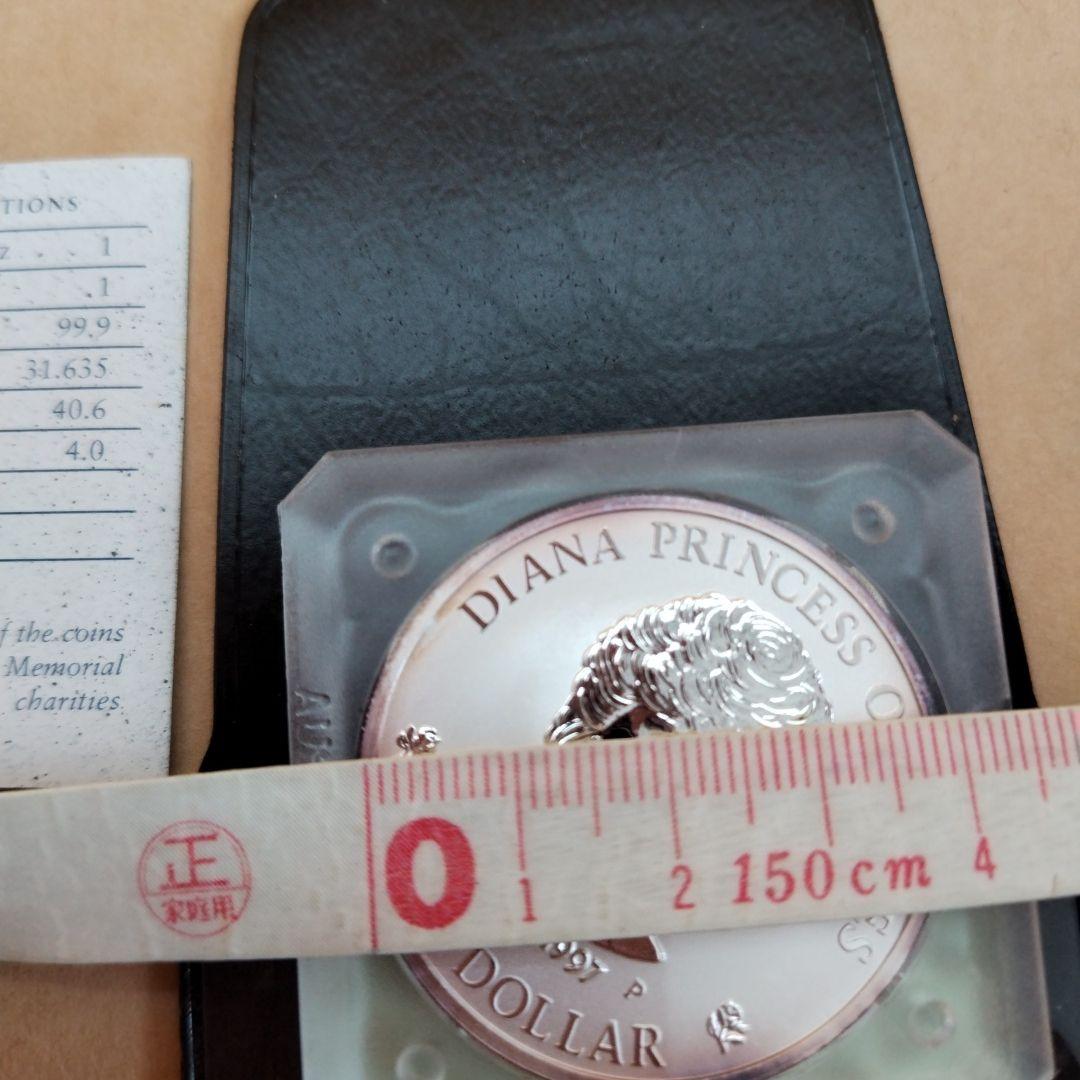 TIONS
z 1
1
99.9
31.635
40.6
4.0
f the coins
Memorial
charities
DIANA PRINCESS O
1997 P
DOLLAR
正
家庭用
0 1 2 150cm 4